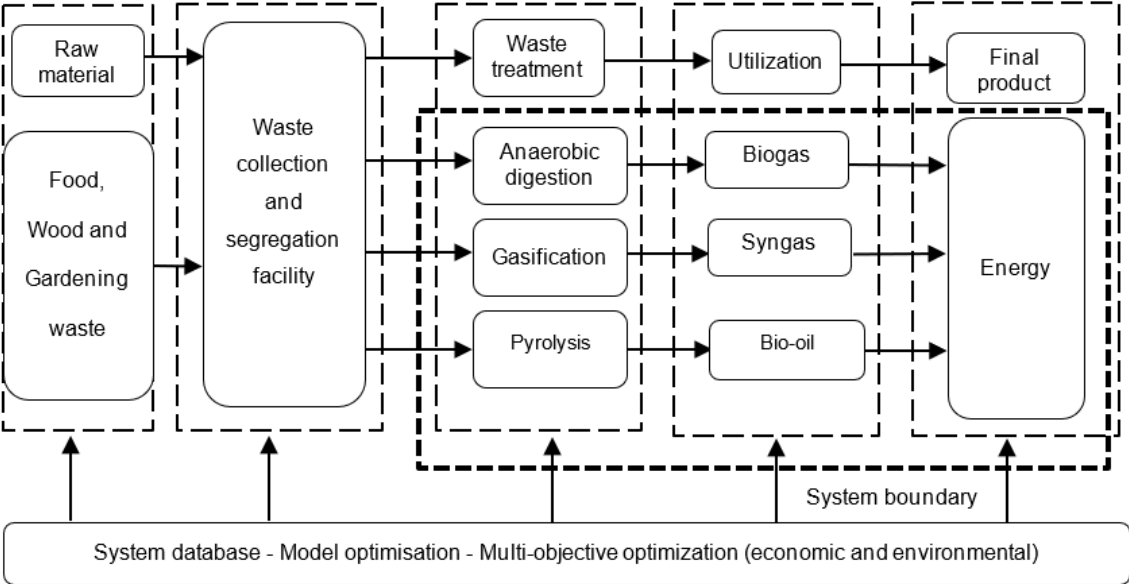 Raw
material
Waste
treatment
Utilization
Final
product
Food,
Wood and
Gardening
waste
Waste
collection
and
segregation
facility
Anaerobic
digestion
Biogas
Gasification
Syngas
Pyrolysis
Bio-oil
Energy
System boundary
System database - Model optimisation - Multi-objective optimization (economic and environmental)